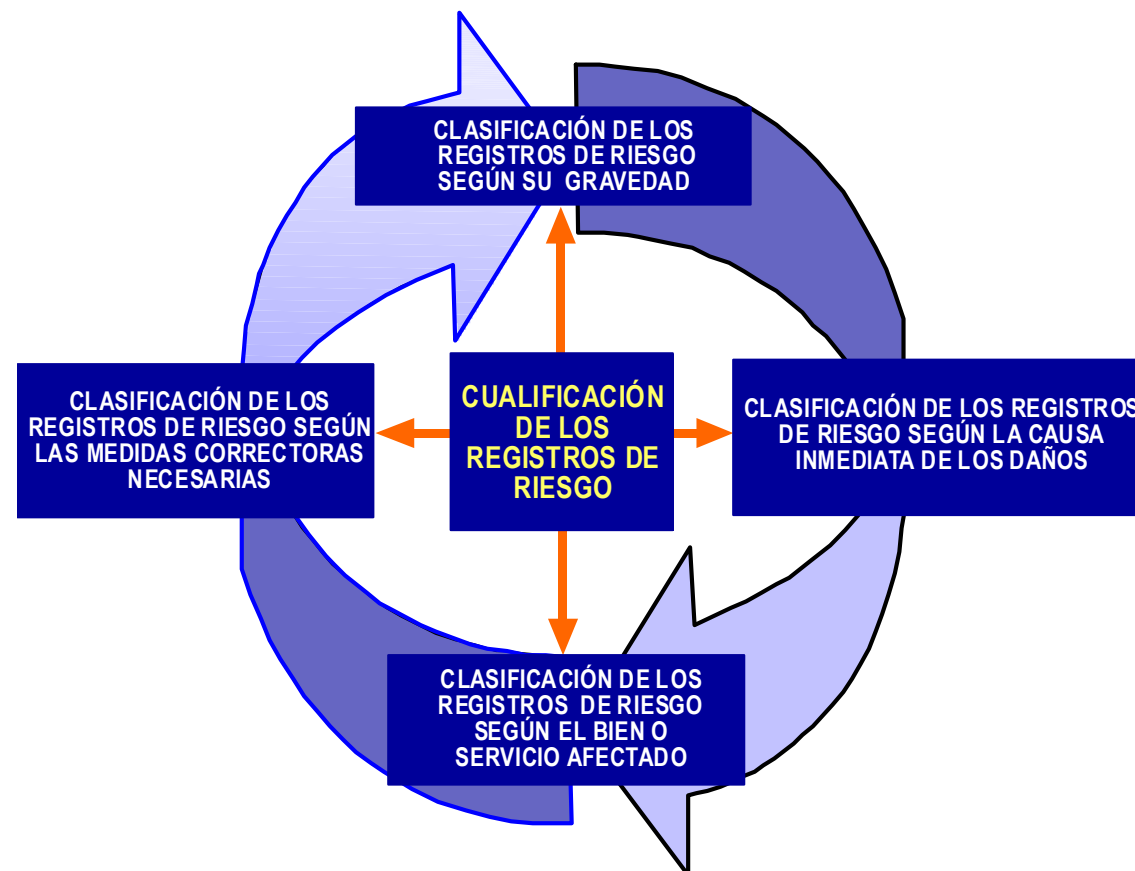 CLASIFICACIÓN DE LOS
REGISTROS DE RIESGO
SEGÚN SU GRAVEDAD
CLASIFICACIÓN DE LOS
REGISTROS DE RIESGO SEGÚN
LAS MEDIDAS CORRECTORAS
NECESARIAS
CUALIFICACIÓN
DE LOS
REGISTROS DE
RIESGO
CLASIFICACIÓN DE LOS REGISTROS
DE RIESGO SEGÚN LA CAUSA
INMEDIATA DE LOS DAÑOS
CLASIFICACIÓN DE LOS
REGISTROS DE RIESGO
SEGÚN EL BIEN O
SERVICIO AFECTADO